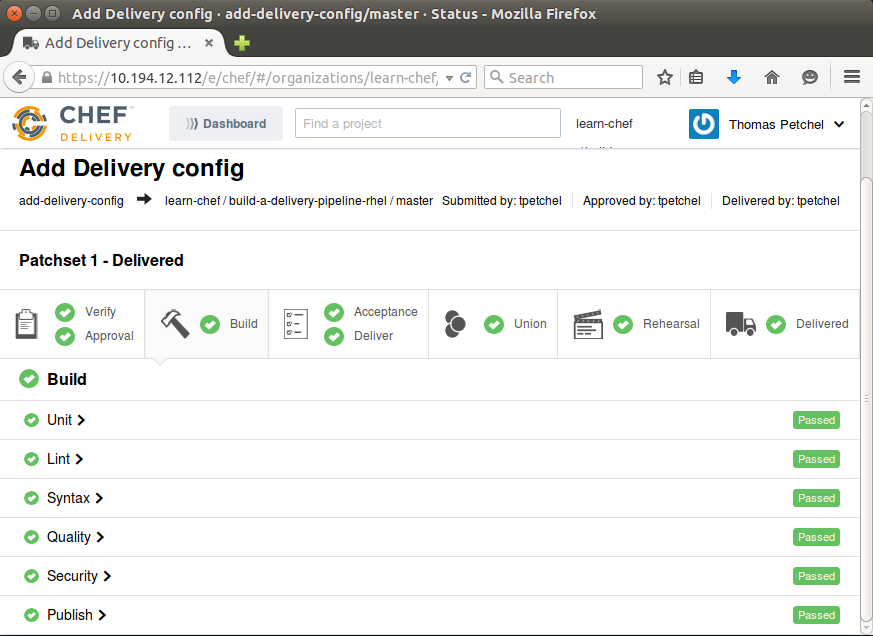 Add Delivery config · add-delivery-config/master · Status - Mozilla Firefox
Add Delivery config ...
https://10.194.12.112/e/chef/#/organizations/learn-chef/
Search
CHEF™
DELIVERY
Dashboard
Find a project
learn-chef
Thomas Petchel
Add Delivery config
add-delivery-config learn-chef / build-a-delivery-pipeline-rhel / master Submitted by: tpetchel Approved by: tpetchel Delivered by: tpetchel
Patchset 1 - Delivered
Verify
Approval
Build
Acceptance
Deliver
Union
Rehearsal
Delivered
Build
Unit Passed
Lint Passed
Syntax Passed
Quality Passed
Security Passed
Publish Passed